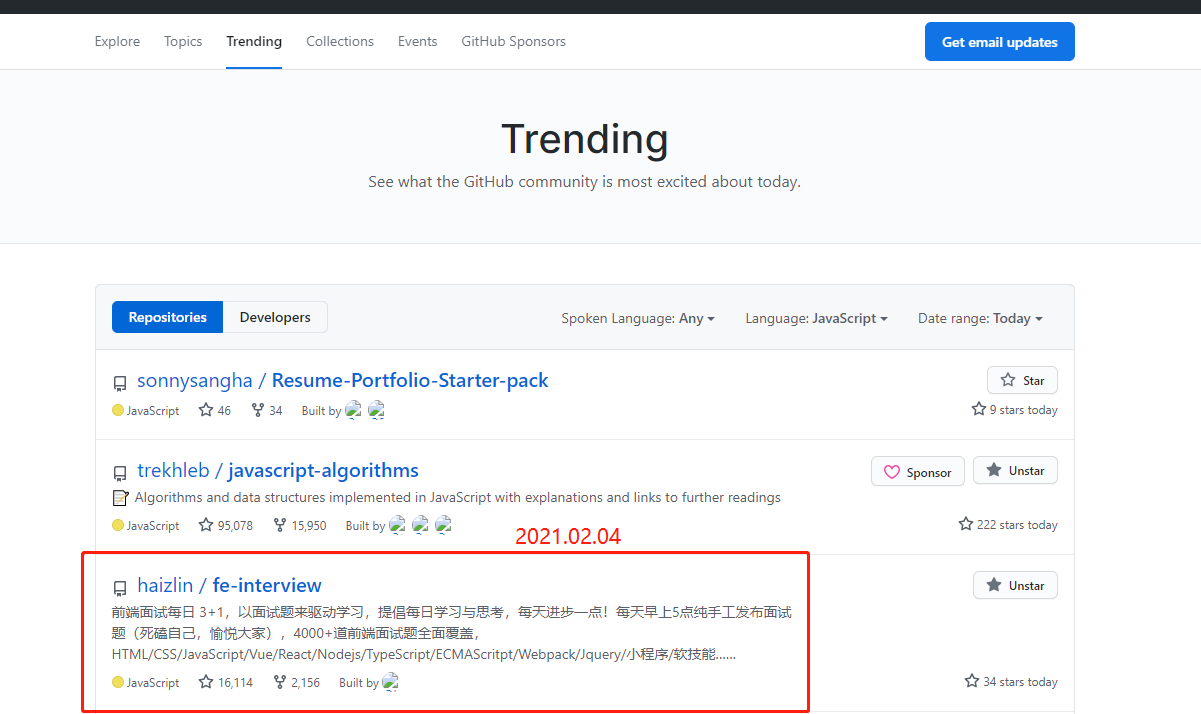 Explore Topics Trending Collections Events GitHub Sponsors Get email updates
Trending
See what the GitHub community is most excited about today.
Repositories Developers Spoken Language: Any Language: JavaScript Date range: Today
sonnysangha / Resume-Portfolio-Starter-pack Star
JavaScript 46 34 Built by 9 stars today
trekhleb / javascript-algorithms Sponsor Unstar
Algorithms and data structures implemented in JavaScript with explanations and links to further readings
JavaScript 95,078 15,950 Built by 222 stars today
2021.02.04
haizlin / fe-interview Unstar
前端面试每日 3+1，以面试题来驱动学习，提倡每日学习与思考，每天进步一点！每天早上5点纯手工发布面试
题（死磕自己，愉悦大家），4000+道前端面试题全面覆盖，
HTML/CSS/JavaScript/Vue/React/Nodejs/TypeScript/ECMAScritpt/Webpack/Jquery/小程序/软技能……
JavaScript 16,114 2,156 Built by 34 stars today